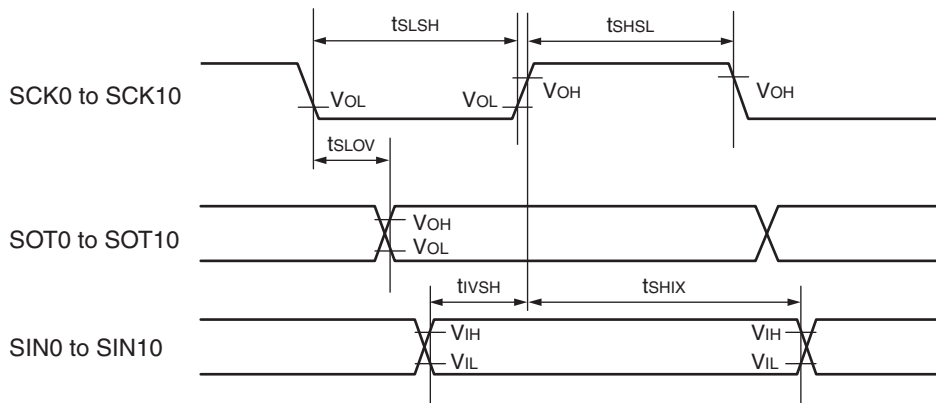 tSLSH tSHSL
SCK0 to SCK10 VOL VOL VOH VOH
tSLOV
SOT0 to SOT10 VOH
VOL
tIVSH tSHIX
SIN0 to SIN10 VIH VIH
VIL VIL